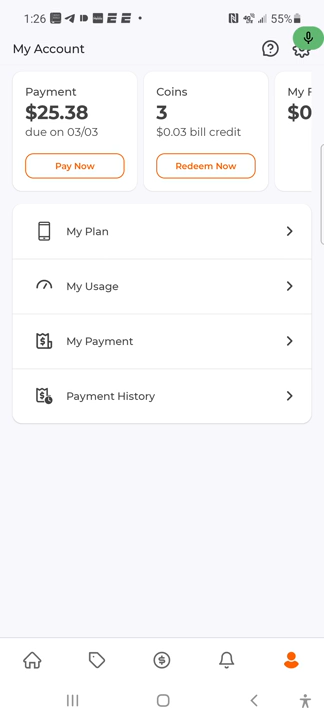 1:26
55%
My Account
Payment
$25.38
due on 03/03
Pay Now
Coins
3
$0.03 bill credit
Redeem Now
My F
$0
My Plan
My Usage
My Payment
Payment History